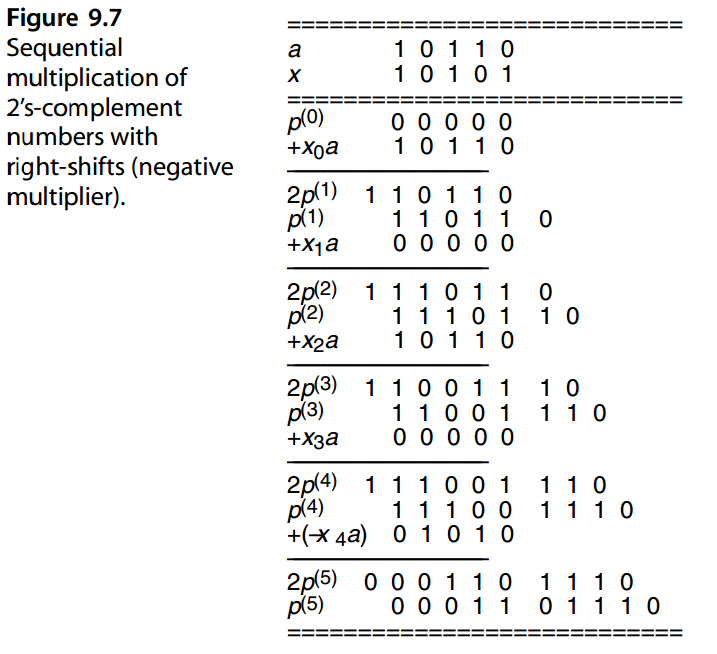 Figure 9.7
Sequential
multiplication of
2's-complement
numbers with
right-shifts (negative
multiplier).
============================
a 1 0 1 1 0
x 1 0 1 0 1
============================
p(0) 0 0 0 0 0
+x0a 1 0 1 1 0
2p(1) 1 1 0 1 1 0
p(1) 1 1 0 1 1 0
+x1a 0 0 0 0 0
2p(2) 1 1 1 0 1 1 0
p(2) 1 1 1 0 1 1 0
+x2a 1 0 1 1 0
2p(3) 1 1 0 0 1 1 1 0
p(3) 1 1 0 0 1 1 1 0
+x3a 0 0 0 0 0
2p(4) 1 1 1 0 0 1 1 1 0
p(4) 1 1 1 0 0 1 1 1 0
+(-x4a) 0 1 0 1 0
2p(5) 0 0 0 1 1 0 1 1 1 0
p(5) 0 0 0 1 1 0 1 1 1 0
============================